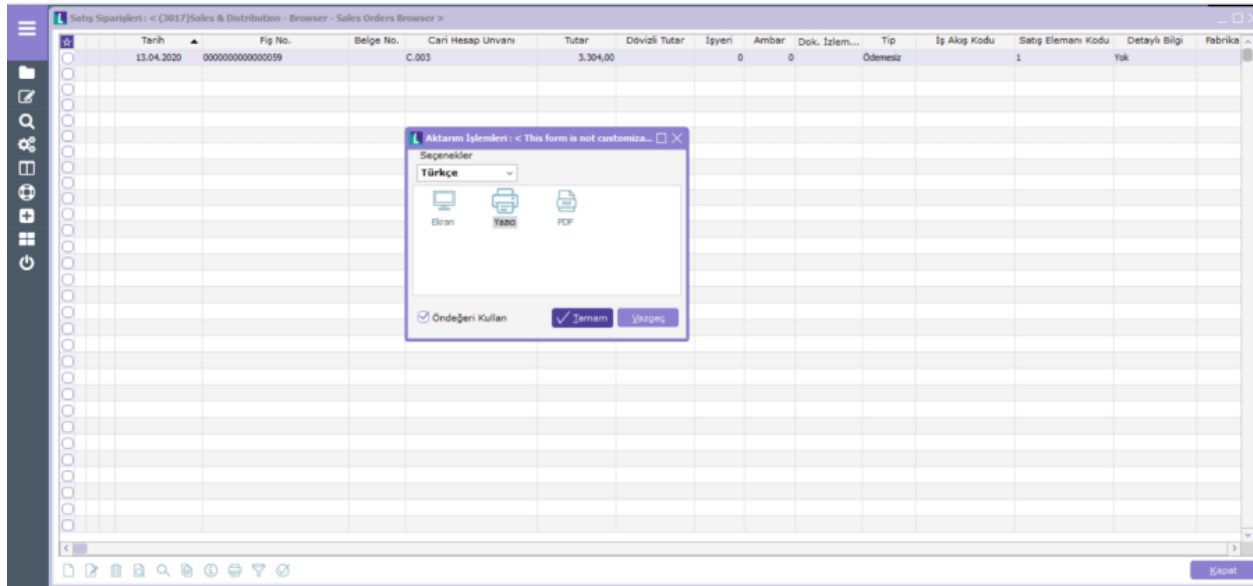 Satış Siparişleri : < (3017)Sales & Distribution - Browser - Sales Orders Browser >
Tarih Fiş No. Belge No. Cari Hesap Unvanı Tutar Dövizli Tutar İşyeri Ambar Dok. İzlem... Tip İş Akış Kodu Satış Elemanı Kodu Detaylı Bilgi Fabrika
13.04.2020 0000000000000059 C.003 3.304,00 0 0 Ödemesiz 1 Yok
Aktarım İşlemleri : < This form is not customiza...
Seçenekler
Türkçe
Ekran Yazıcı PDF
Öndeğeri Kullan Tamam Vazgeç
Kapat